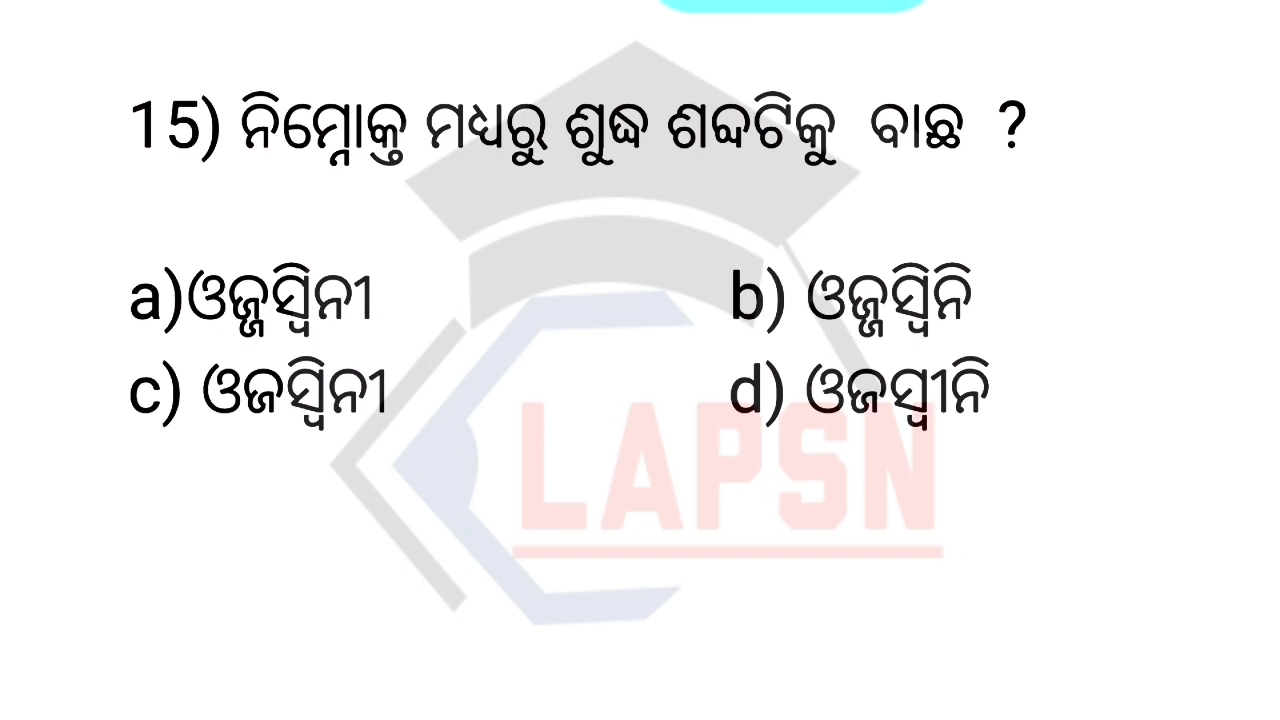 15) ନିମ୍ନୋକ୍ତ ମଧ୍ୟରୁ ଶୁଦ୍ଧ ଶବ୍ଦଟିକୁ ବାଛ ?
a)ଓଜ୍ଜସ୍ୱିନୀ b) ଓଜ୍ଜସ୍ୱିନି
c) ଓଜସ୍ୱିନୀ d) ଓଜସ୍ୱୀନି
LAPSN